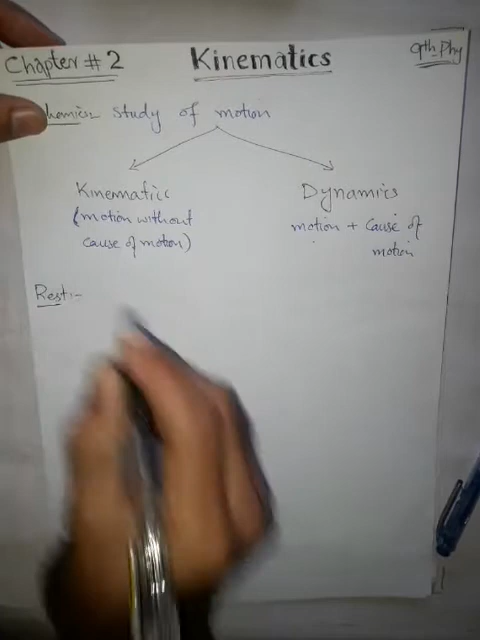 Chapter # 2
Kinematics
9th Phy
study of motion
Kinematics
Dynamics
(motion without
cause of motion)
motion + cause of
motion
Rest:-